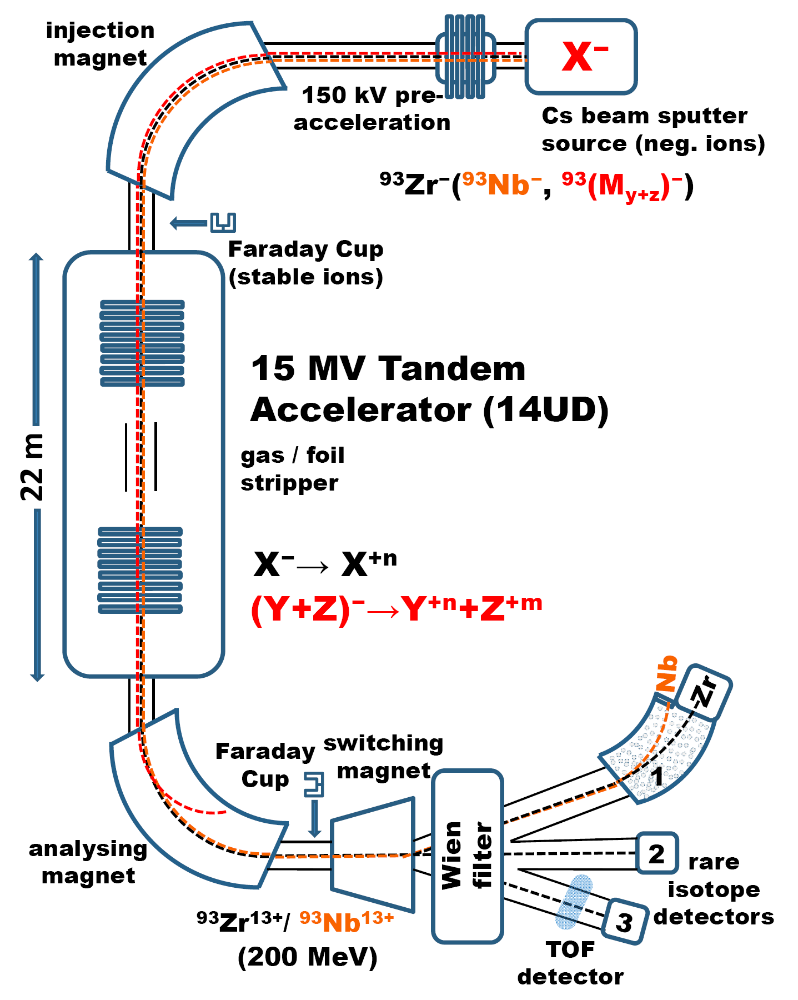 injection
magnet
X⁻
150 kV pre-
acceleration
Cs beam sputter
source (neg. ions)
⁹³Zr⁻(⁹³Nb⁻, ⁹³(M_y+z)⁻)
Faraday Cup
(stable ions)
22 m
15 MV Tandem
Accelerator (14UD)
gas / foil
stripper
X⁻→ X⁺ⁿ
(Y+Z)⁻→Y⁺ⁿ+Z⁺ᵐ
Nb
Zr
1
Faraday
Cup
switching
magnet
analysing
magnet
Wien
filter
2
rare
isotope
detectors
3
⁹³Zr¹³⁺/ ⁹³Nb¹³⁺
(200 MeV)
TOF
detector